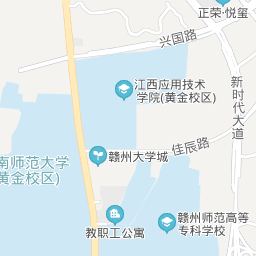 正荣·悦玺
兴国路
江西应用技术
学院(黄金校区)
新时代大道
佳辰路
南师范大学
黄金校区)
赣州大学城
教职工公寓
赣州师范高等
专科学校